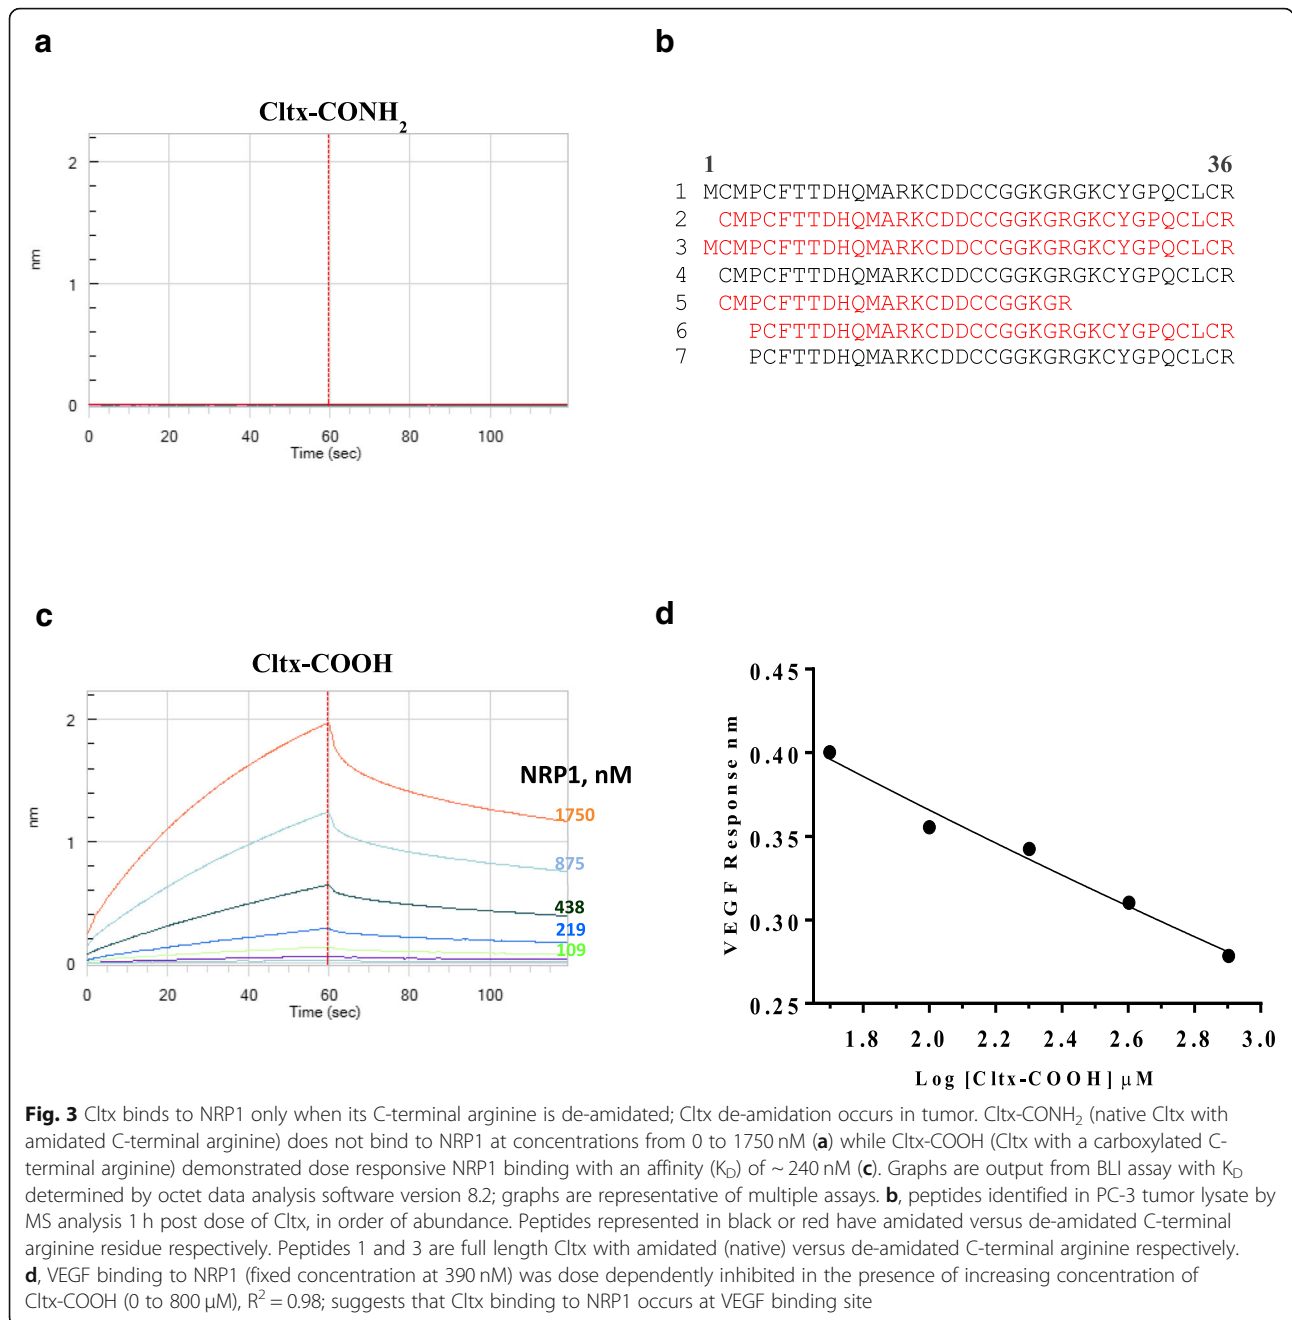 a
Cltx-CONH2
2
1
0
nm
0 20 40 60 80 100
Time (sec)
b
1 36
1 MCMPCFTTDHQMARKCDDCCGGKGRGKCYGPQCLCR
2 CMPCFTTDHQMARKCDDCCGGKGRGKCYGPQCLCR
3 MCMPCFTTDHQMARKCDDCCGGKGRGKCYGPQCLCR
4 CMPCFTTDHQMARKCDDCCGGKGRGKCYGPQCLCR
5 CMPCFTTDHQMARKCDDCCGGKGR
6 PCFTTDHQMARKCDDCCGGKGRGKCYGPQCLCR
7 PCFTTDHQMARKCDDCCGGKGRGKCYGPQCLCR
c
Cltx-COOH
2
1
0
nm
NRP1, nM
1750
875
438
219
109
0 20 40 60 80 100
Time (sec)
d
0.45
0.40
0.35
0.30
0.25
VEGF Response nm
1.8 2.0 2.2 2.4 2.6 2.8 3.0
Log [Cltx-COOH] µM
Fig. 3 Cltx binds to NRP1 only when its C-terminal arginine is de-amidated; Cltx de-amidation occurs in tumor. Cltx-CONH2 (native Cltx with
amidated C-terminal arginine) does not bind to NRP1 at concentrations from 0 to 1750 nM (a) while Cltx-COOH (Cltx with a carboxylated C-
terminal arginine) demonstrated dose responsive NRP1 binding with an affinity (KD) of ~ 240 nM (c). Graphs are output from BLI assay with KD
determined by octet data analysis software version 8.2; graphs are representative of multiple assays. b, peptides identified in PC-3 tumor lysate by
MS analysis 1 h post dose of Cltx, in order of abundance. Peptides represented in black or red have amidated versus de-amidated C-terminal
arginine residue respectively. Peptides 1 and 3 are full length Cltx with amidated (native) versus de-amidated C-terminal arginine respectively.
d, VEGF binding to NRP1 (fixed concentration at 390 nM) was dose dependently inhibited in the presence of increasing concentration of
Cltx-COOH (0 to 800 µM), R2 = 0.98; suggests that Cltx binding to NRP1 occurs at VEGF binding site